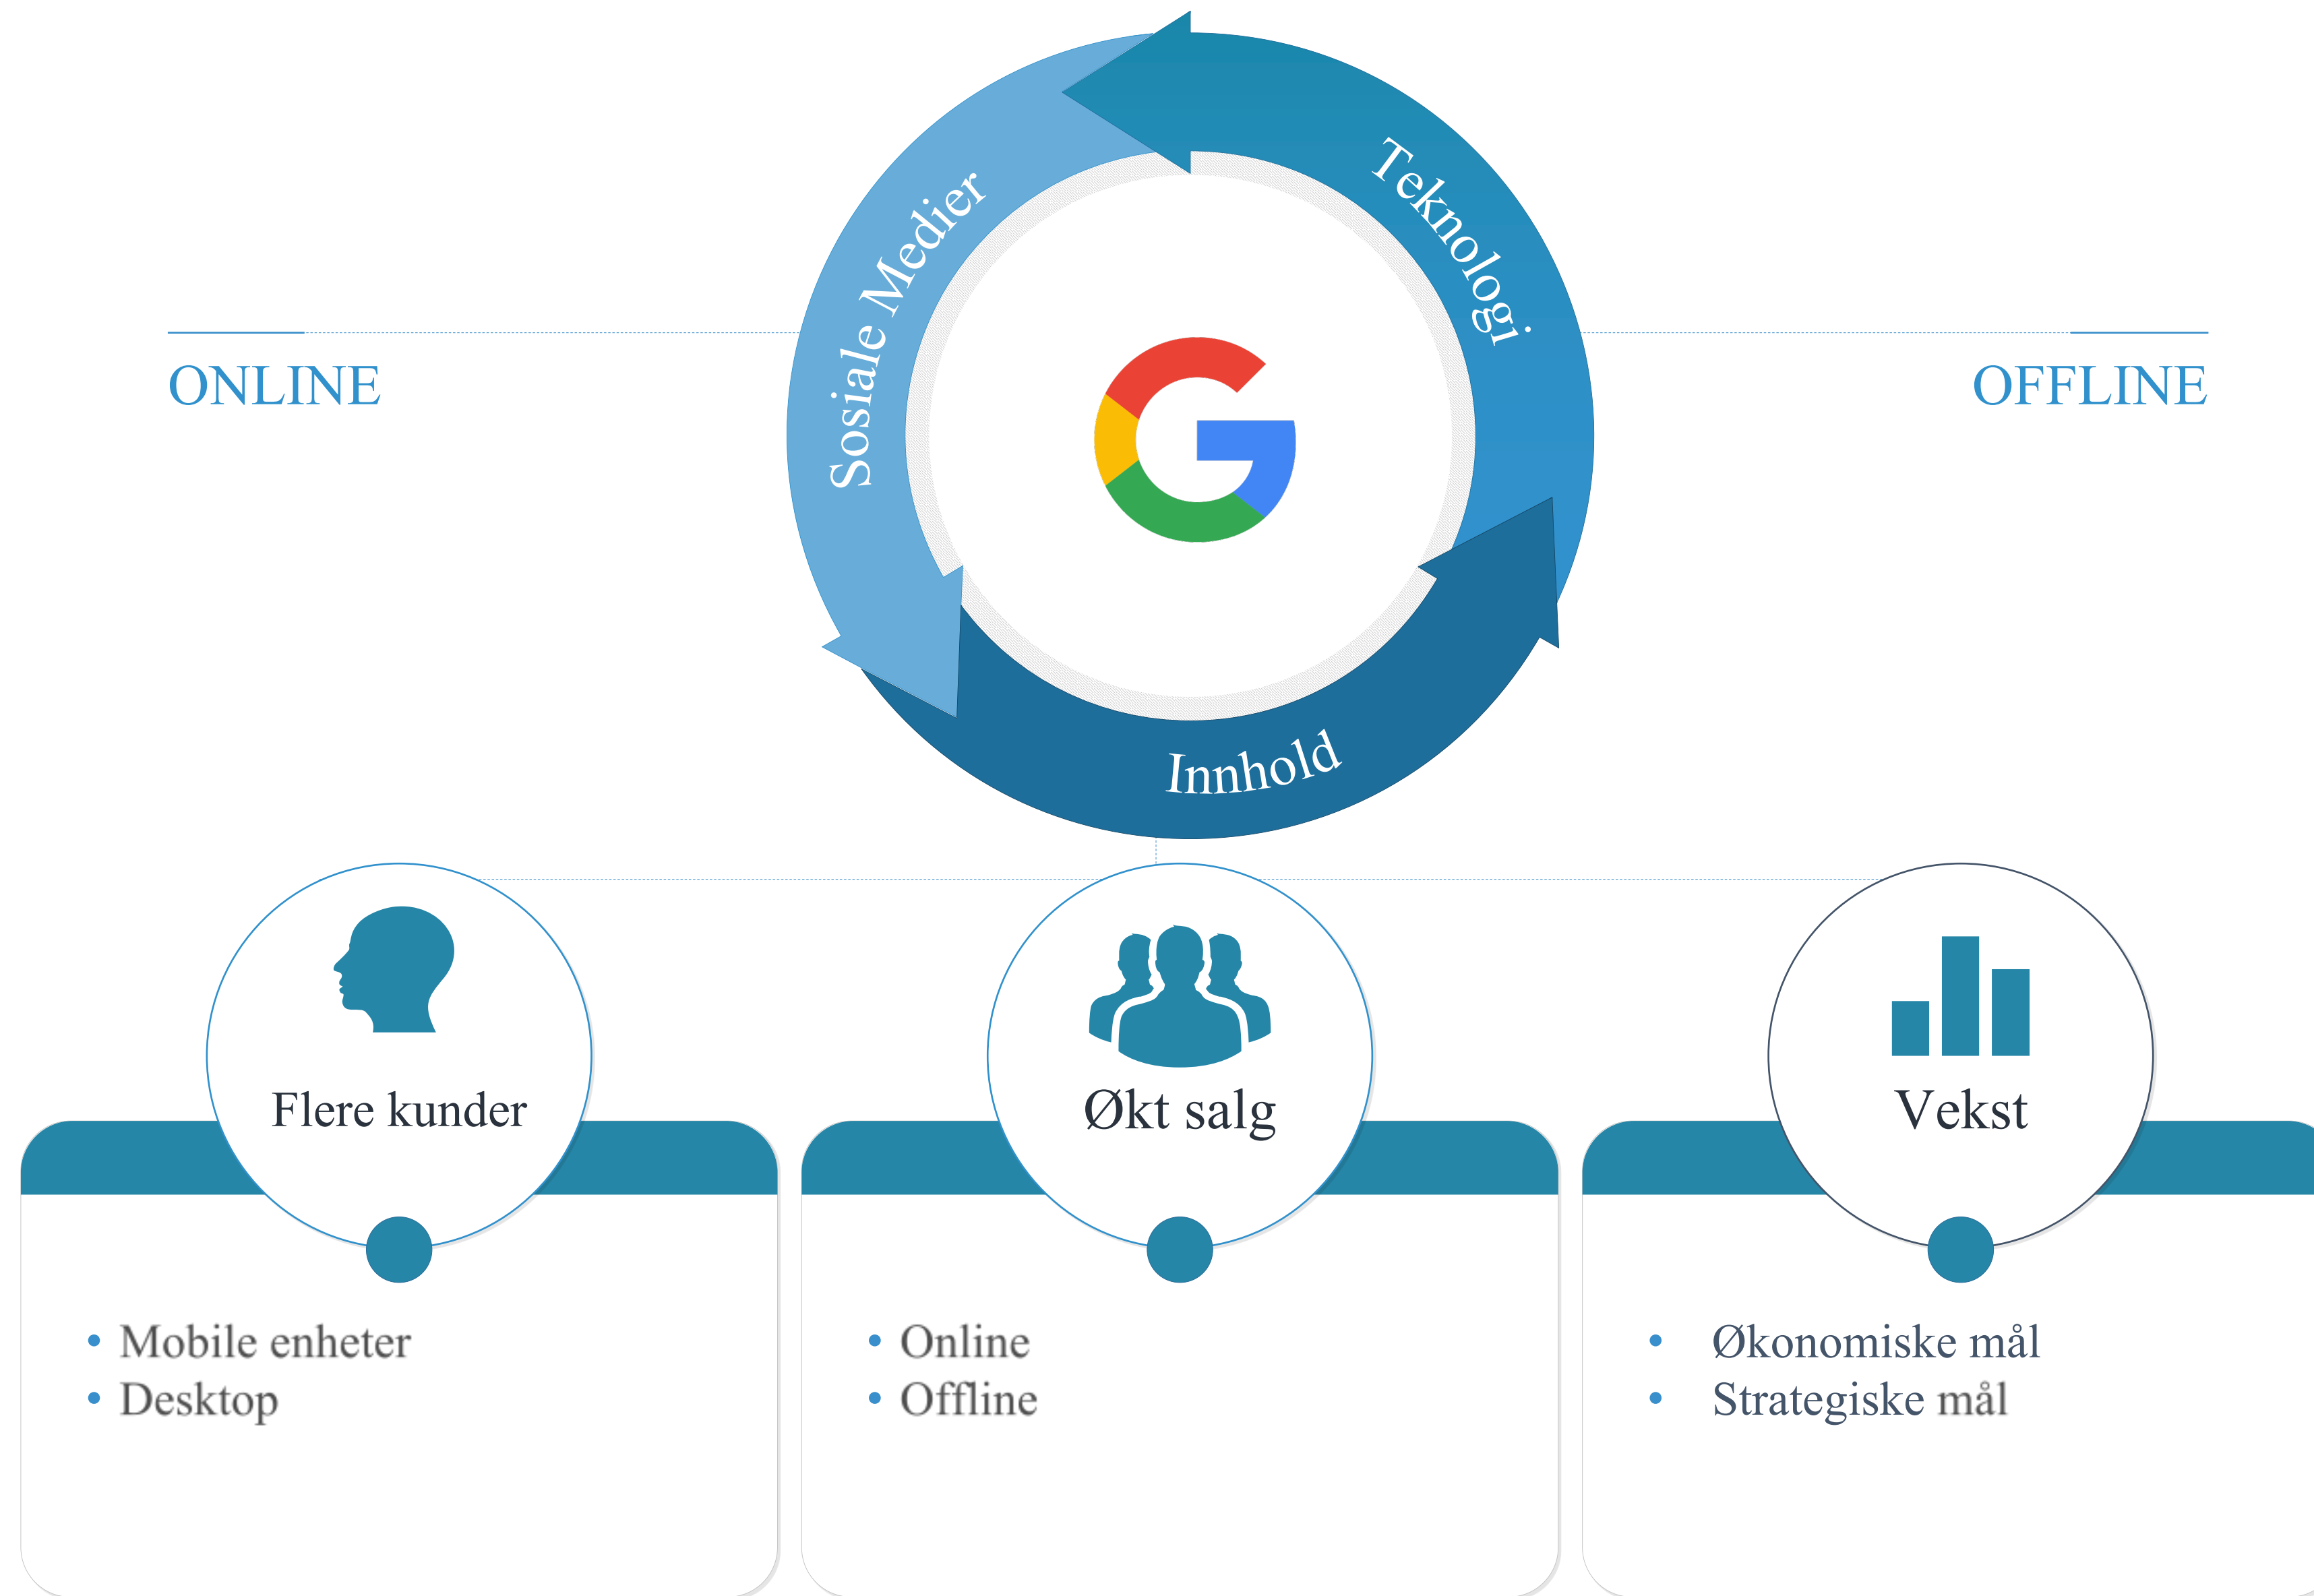 Teknologi
Sosiale Medier
ONLINE
OFFLINE
Innhold
Flere kunder
Økt salg
Vekst
Mobile enheter
Desktop
Online
Offline
Økonomiske mål
Strategiske mål